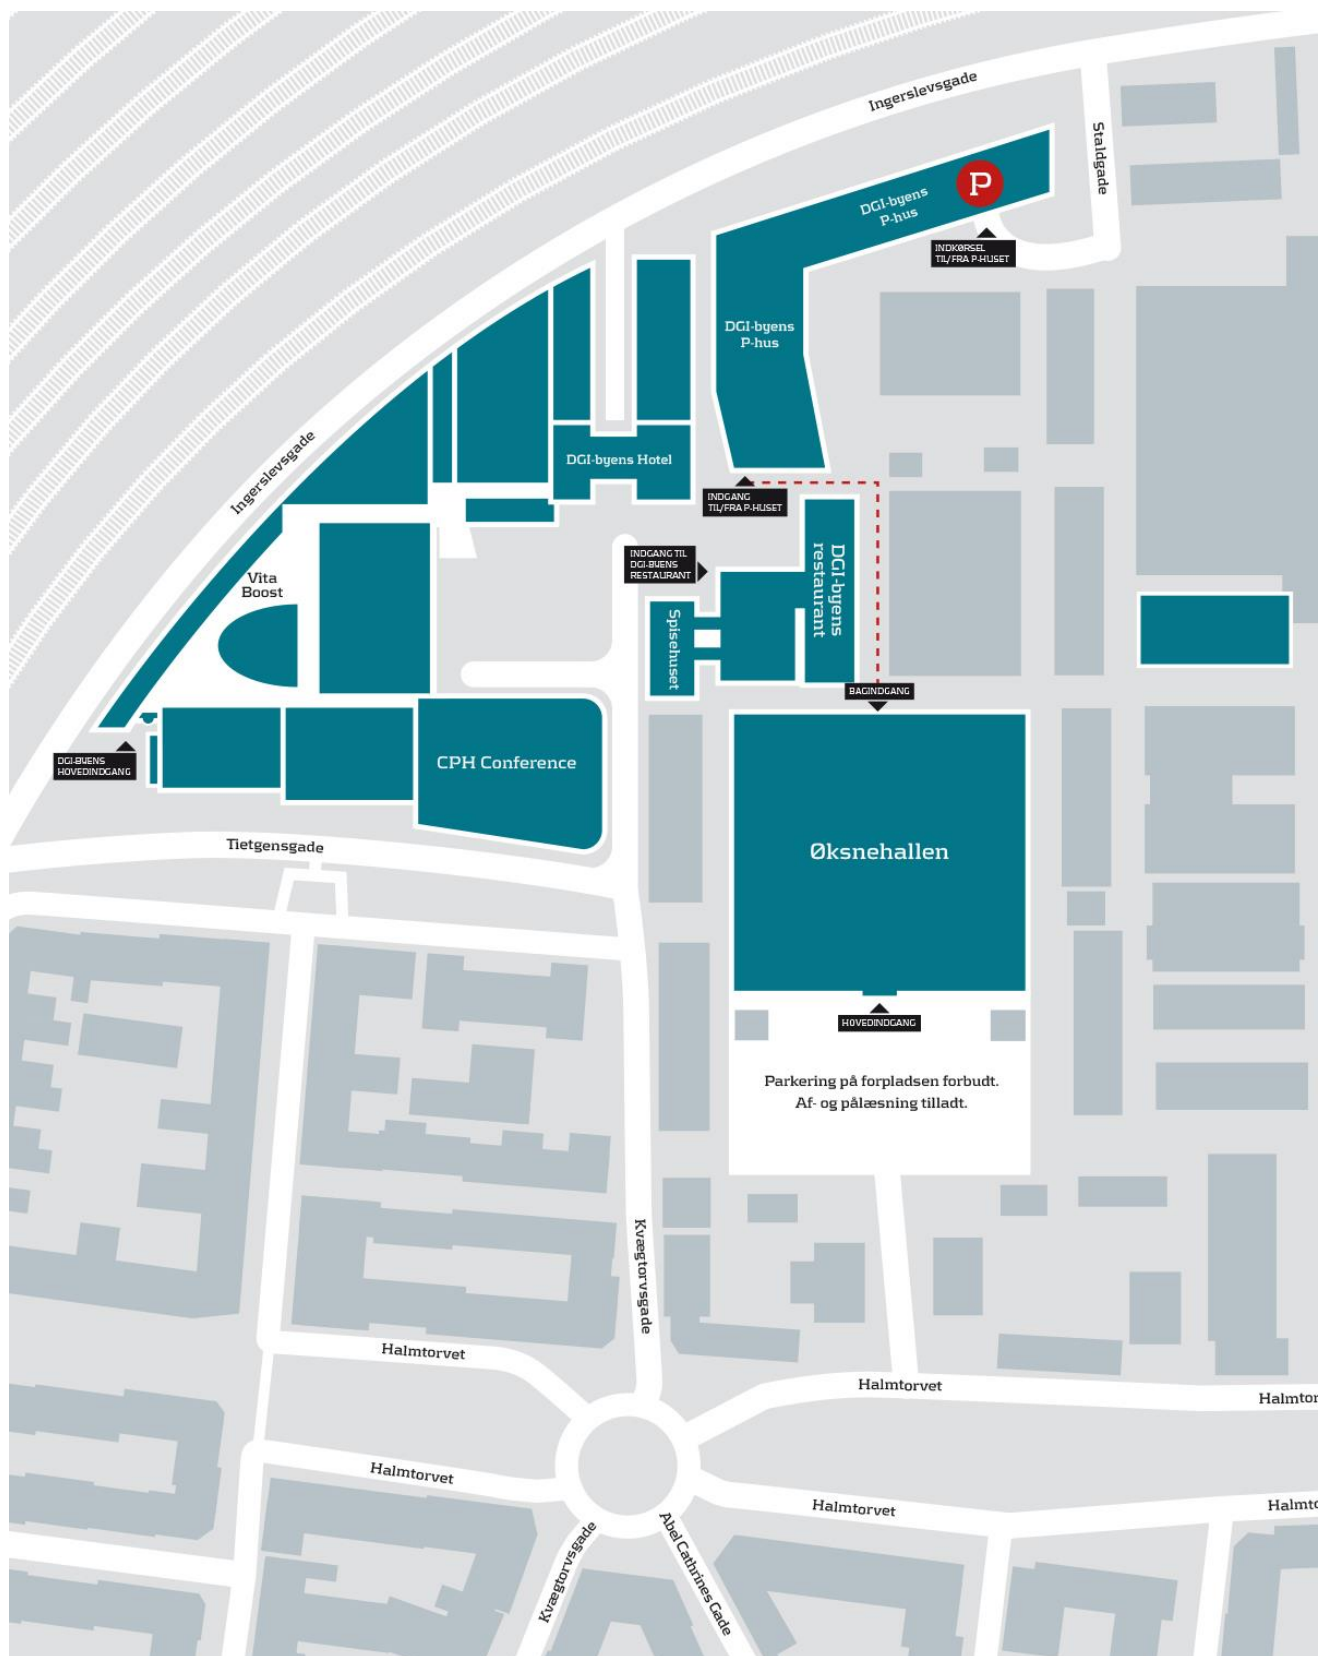 Ingerslevsgade
Staldgade
P
DGI-byens
P-hus
INDKØRSEL
TIL/FRA P-HUSET
DGI-byens
P-hus
Ingerslevsgade
DGI-byens Hotel
INDGANG
TIL/FRA P-HUSET
INDGANG TIL
DGI-BYENS
RESTAURANT
DGI-byens
restaurant
Vita
Boost
Spisehuset
BAGINDGANG
DGI-BYENS
HOVEDINDGANG
CPH Conference
Tietgensgade
Øksnehallen
HOVEDINDGANG
Parkering på forpladsen forbudt.
Af- og pålæsning tilladt.
Kvægtorvsgade
Halmtorvet
Halmtorvet
Halmtor
Halmtorvet
Halmtorvet
Halmto
Kvægtorvsgade
Abel Cathrines Gade